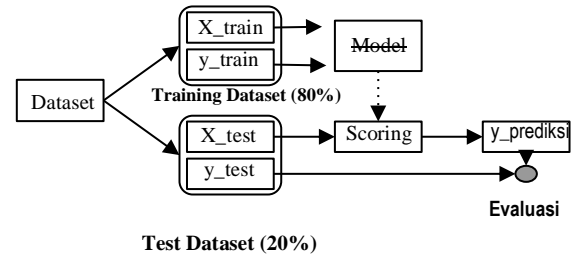 X_train
Model
y_train
Training Dataset (80%)
Dataset
X_test
Scoring
y_prediksi
y_test
Evaluasi
Test Dataset (20%)